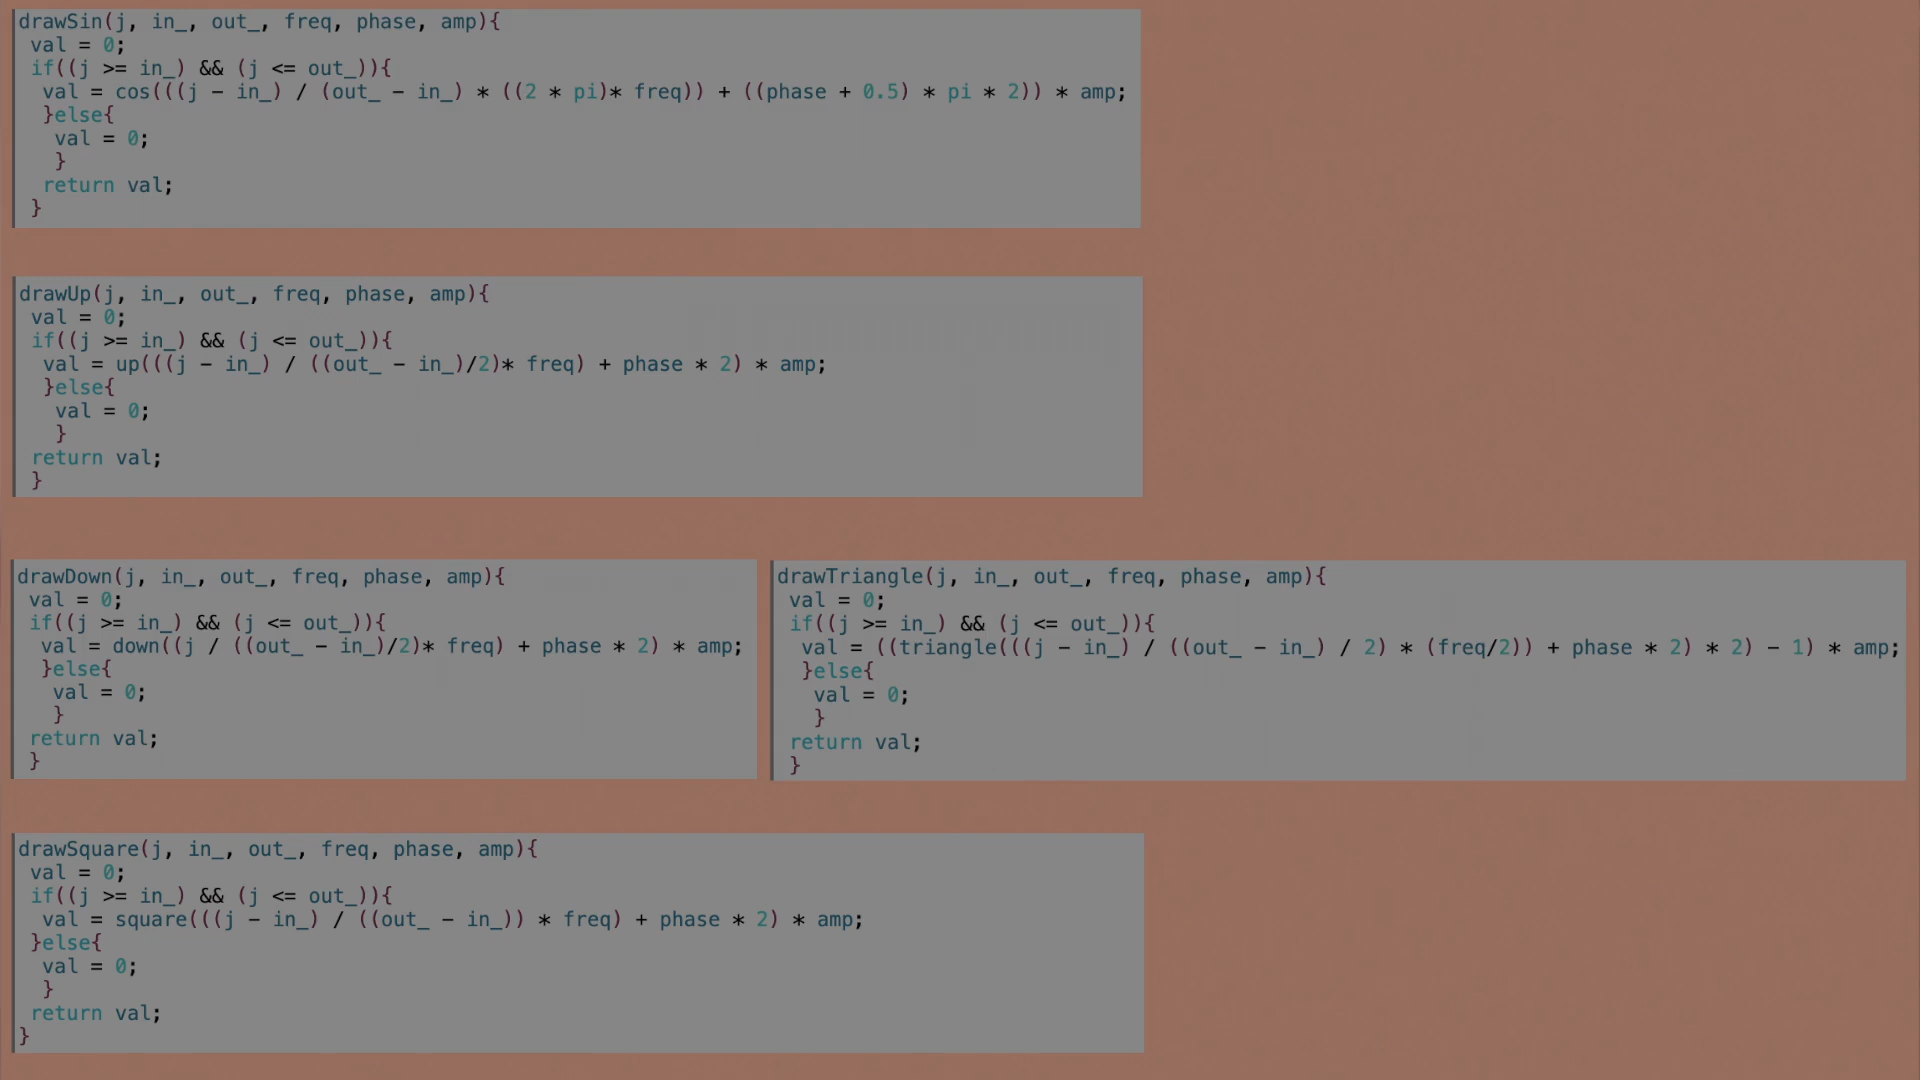 drawSin(j, in_, out_, freq, phase, amp){
val = 0;
if((j >= in_) && (j <= out_)){
val = cos(((j - in_) / (out_ - in_) * ((2 * pi)* freq)) + ((phase + 0.5) * pi * 2)) * amp;
}else{
val = 0;
}
return val;
}
drawUp(j, in_, out_, freq, phase, amp){
val = 0;
if((j >= in_) && (j <= out_)){
val = up(((j - in_) / ((out_ - in_)/2)* freq) + phase * 2) * amp;
}else{
val = 0;
}
return val;
}
drawDown(j, in_, out_, freq, phase, amp){
val = 0;
if((j >= in_) && (j <= out_)){
val = down((j / ((out_ - in_)/2)* freq) + phase * 2) * amp;
}else{
val = 0;
}
return val;
}
drawTriangle(j, in_, out_, freq, phase, amp){
val = 0;
if((j >= in_) && (j <= out_)){
val = ((triangle(((j - in_) / ((out_ - in_) / 2) * (freq/2)) + phase * 2) * 2) - 1) * amp;
}else{
val = 0;
}
return val;
}
drawSquare(j, in_, out_, freq, phase, amp){
val = 0;
if((j >= in_) && (j <= out_)){
val = square(((j - in_) / ((out_ - in_)) * freq) + phase * 2) * amp;
}else{
val = 0;
}
return val;
}